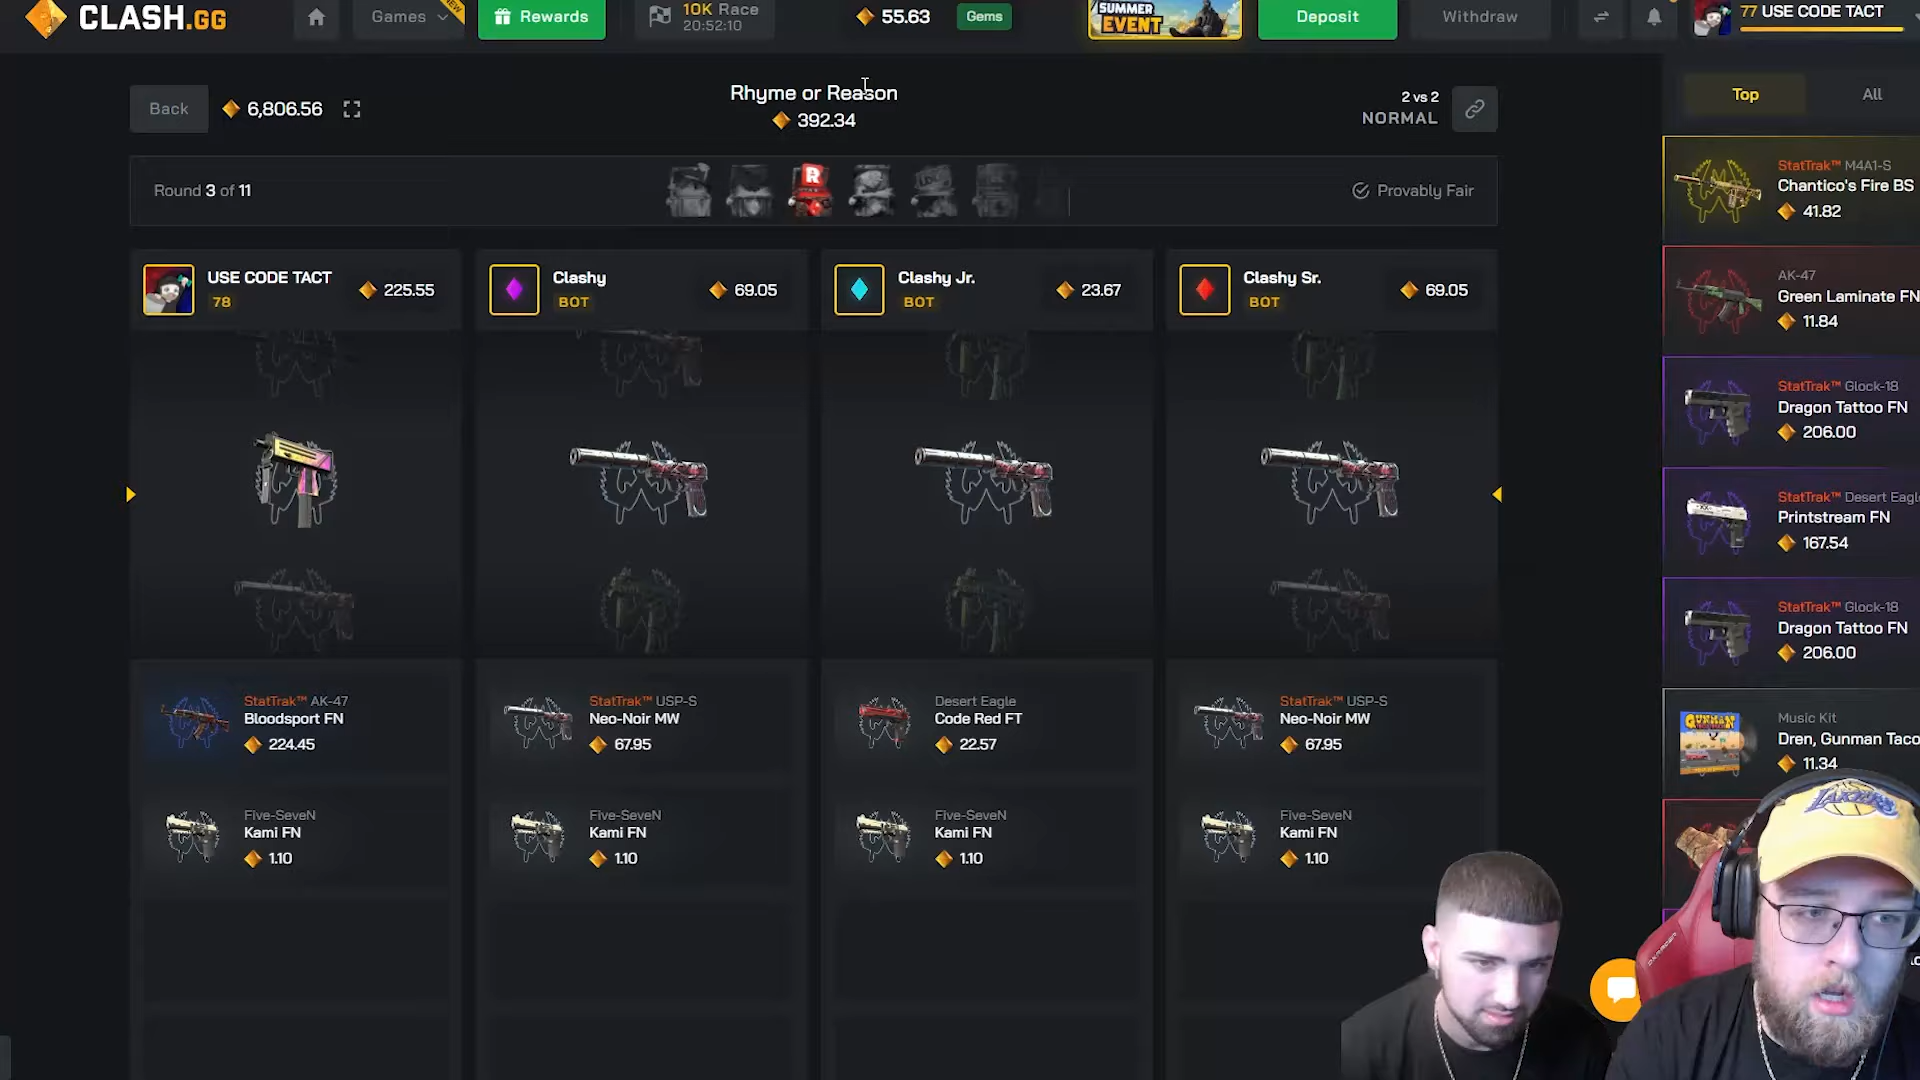 CLASH.GG
Games
NEW
Rewards
10K Race
20:52:10
55.63
Gems
SUMMER
EVENT
Deposit
Withdraw
77 USE CODE TACT
Back
6,806.56
Rhyme or Reason
392.34
2 vs 2
NORMAL
Top
All
Round 3 of 11
R
Provably Fair
USE CODE TACT
78
225.55
Clashy
BOT
69.05
Clashy Jr.
BOT
23.67
Clashy Sr.
BOT
69.05
StatTrak™ AK-47
Bloodsport FN
224.45
StatTrak™ USP-S
Neo-Noir MW
67.95
Desert Eagle
Code Red FT
22.57
StatTrak™ USP-S
Neo-Noir MW
67.95
Five-SeveN
Kami FN
1.10
Five-SeveN
Kami FN
1.10
Five-SeveN
Kami FN
1.10
Five-SeveN
Kami FN
1.10
StatTrak™ M4A1-S
Chantico's Fire BS
41.82
AK-47
Green Laminate FN
11.84
StatTrak™ Glock-18
Dragon Tattoo FN
206.00
StatTrak™ Desert Eagle
Printstream FN
167.54
StatTrak™ Glock-18
Dragon Tattoo FN
206.00
GUNMAN
Music Kit
Dren, Gunman Taco
11.34
LAKERS